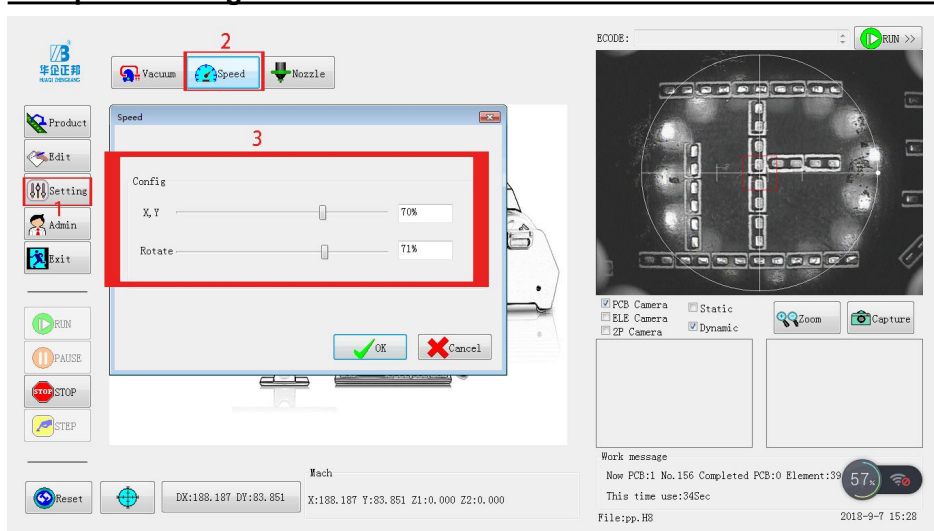 2
ECODE:
RUN >>
华企正邦
HUAQI ZHENGBANG
Vacuum
Speed
Nozzle
Product
Speed
3
Edit
Config
Setting
X,Y
70%
1
Admin
Rotate
71%
Exit
PCB Camera
Static
ELE Camera
Zoom
Capture
2P Camera
Dynamic
RUN
OK
Cancel
PAUSE
STOP STOP
STEP
Work message
Mach
Now PCB:1 No.156 Completed PCB:0 Element:39
57%
Reset
DX:188.187 DY:83.851
X:188.187 Y:83.851 Z1:0.000 Z2:0.000
This time use:34Sec
File:pp.H8
2018-9-7 15:28